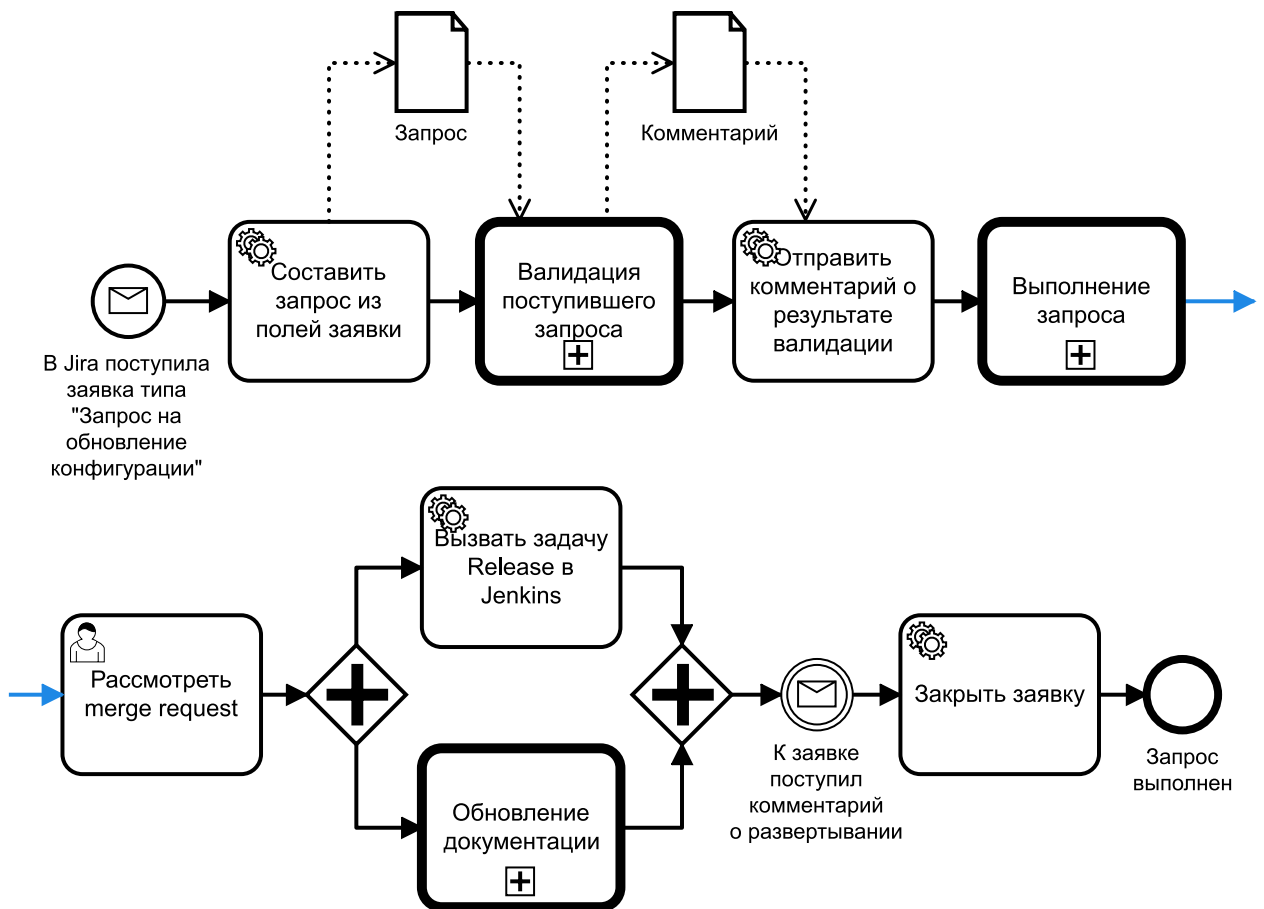 Запрос
Комментарий
Составить
запрос из
полей заявки
Валидация
поступившего
запроса
Отправить
комментарий о
результате
валидации
Выполнение
запроса
В Jira поступила
заявка типа
"Запрос на
обновление
конфигурации"
Вызвать задачу
Release в
Jenkins
Рассмотреть
merge request
Закрыть заявку
К заявке
поступил
комментарий
о развертывании
Запрос
выполнен
Обновление
документации